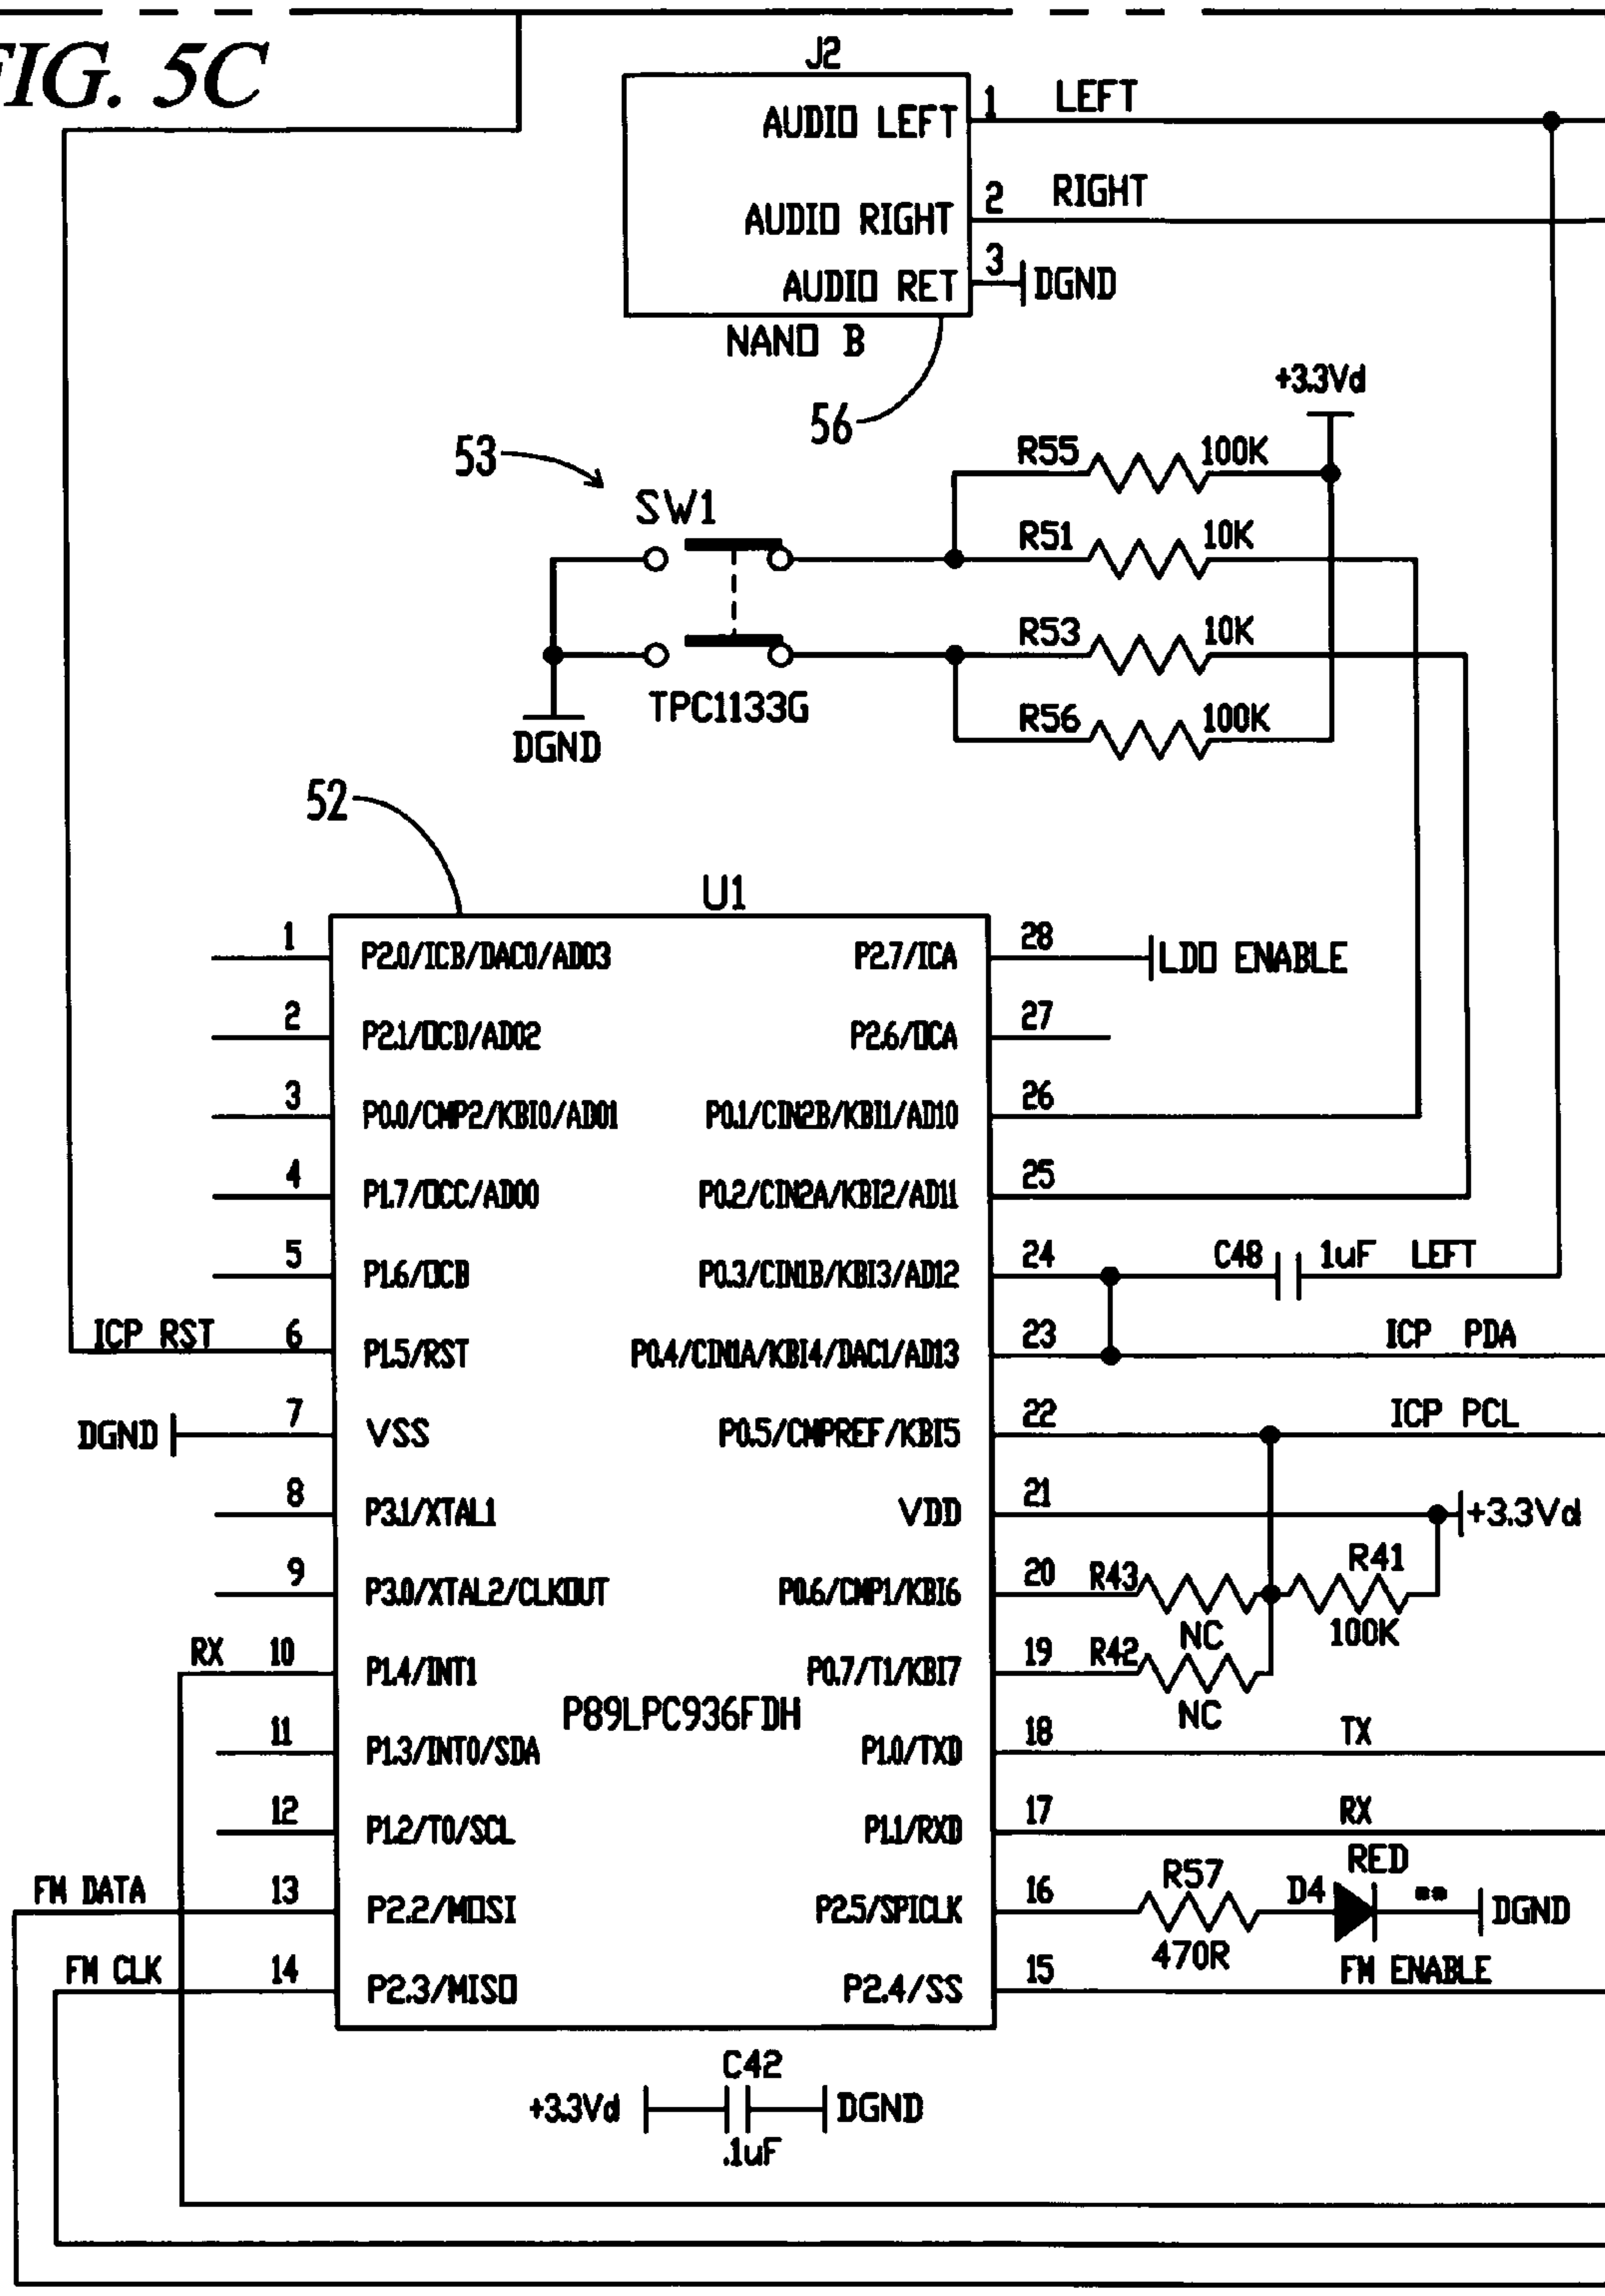 FIG. 5C
J2
AUDIO LEFT 1 LEFT
AUDIO RIGHT 2 RIGHT
AUDIO RET 3 DGND
NANO B
56
+3.3Vd
53
SW1
R55 100K
R51 10K
R53 10K
R56 100K
TPC1133G
DGND
52
U1
1 P2.0/ICB/DAC0/AD03 P2.7/ICA 28 LDO ENABLE
2 P2.1/OCD/AD02 P2.6/OCA 27
3 P0.0/CMP2/KBI0/AD01 P0.1/CIN2B/KBI1/AD10 26
4 P1.7/OCC/AD00 P0.2/CIN2A/KBI2/AD11 25
5 P1.6/OCB P0.3/CIN1B/KBI3/AD12 24 C48 1uF LEFT
ICP RST 6 P1.5/RST P0.4/CIN1A/KBI4/DAC1/AD13 23 ICP PDA
DGND 7 VSS P0.5/CMPREF/KBI5 22 ICP PCL
8 P3.1/XTAL1 VDD 21 +3.3Vd
9 P3.0/XTAL2/CLKOUT P0.6/CMP1/KBI6 20 R43 R41
NC 100K
RX 10 P1.4/INT1 P0.7/T1/KBI7 19 R42
P89LPC936FDH NC
11 P1.3/INT0/SDA P1.0/TXD 18 TX
12 P1.2/T0/SCL P1.1/RXD 17 RX
RED
FM DATA 13 P2.2/MOSI P2.5/SPICLK 16 R57 D4 ** DGND
470R
FM CLK 14 P2.3/MISO P2.4/SS 15 FM ENABLE
C42
+3.3Vd DGND
.1uF